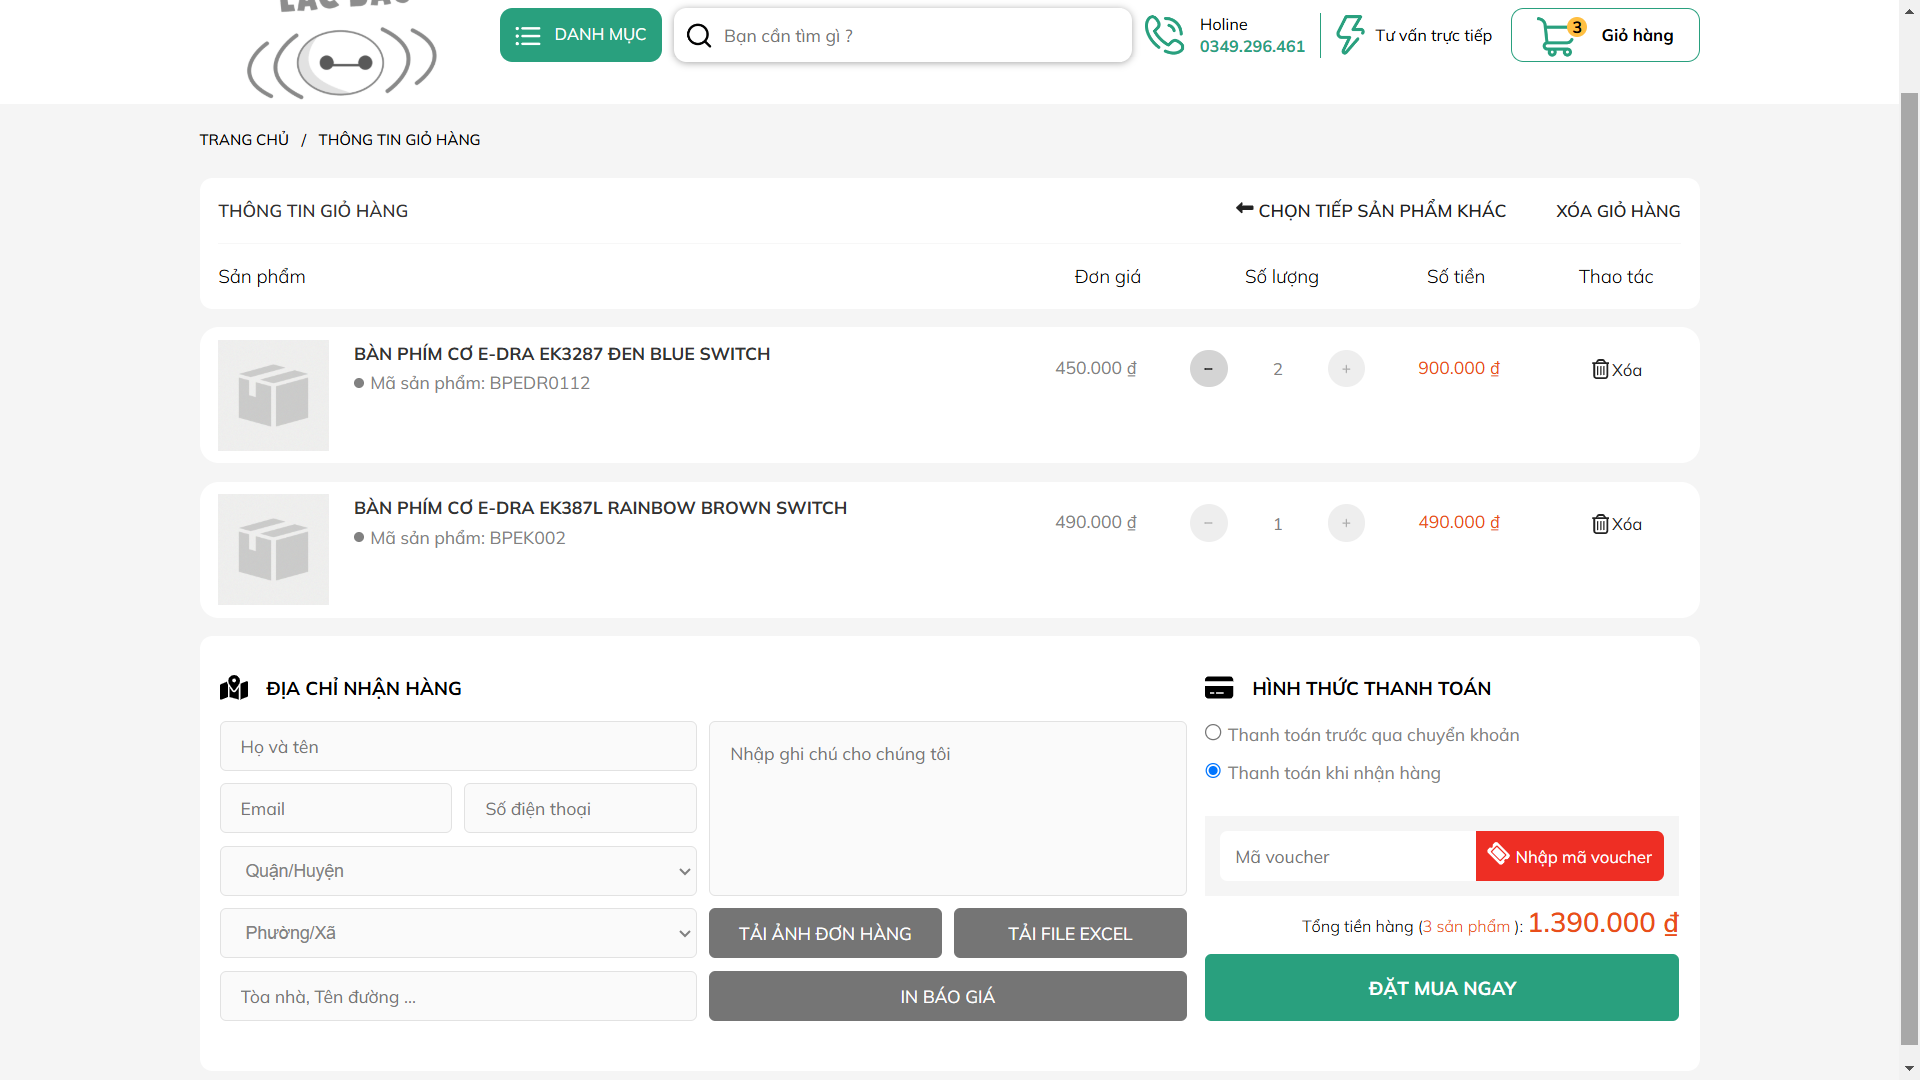 DANH MỤC
Bạn cần tìm gì ?
Holine
0349.296.461
Tư vấn trực tiếp
3
Giỏ hàng
TRANG CHỦ / THÔNG TIN GIỎ HÀNG
THÔNG TIN GIỎ HÀNG
CHỌN TIẾP SẢN PHẨM KHÁC
XÓA GIỎ HÀNG
Sản phẩm Đơn giá Số lượng Số tiền Thao tác
BÀN PHÍM CƠ E-DRA EK3287 ĐEN BLUE SWITCH
Mã sản phẩm: BPEDR0112
450.000 ₫ − 2 + 900.000 ₫ Xóa
BÀN PHÍM CƠ E-DRA EK387L RAINBOW BROWN SWITCH
Mã sản phẩm: BPEK002
490.000 ₫ − 1 + 490.000 ₫ Xóa
ĐỊA CHỈ NHẬN HÀNG
Họ và tên
Email
Số điện thoại
Quận/Huyện
Phường/Xã
Tòa nhà, Tên đường ...
Nhập ghi chú cho chúng tôi
TẢI ẢNH ĐƠN HÀNG
TẢI FILE EXCEL
IN BÁO GIÁ
HÌNH THỨC THANH TOÁN
Thanh toán trước qua chuyển khoản
Thanh toán khi nhận hàng
Mã voucher
Nhập mã voucher
Tổng tiền hàng (3 sản phẩm ): 1.390.000 ₫
ĐẶT MUA NGAY